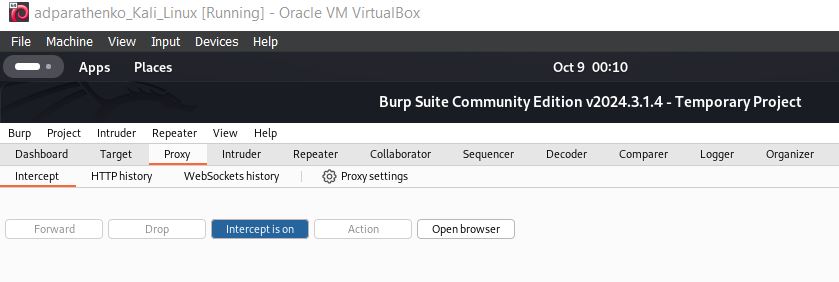 adparathenko_Kali_Linux [Running] - Oracle VM VirtualBox
File Machine View Input Devices Help
Apps Places Oct 9 00:10
Burp Suite Community Edition v2024.3.1.4 - Temporary Project
Burp Project Intruder Repeater View Help
Dashboard Target Proxy Intruder Repeater Collaborator Sequencer Decoder Comparer Logger Organizer
Intercept HTTP history WebSockets history Proxy settings
Forward Drop Intercept is on Action Open browser